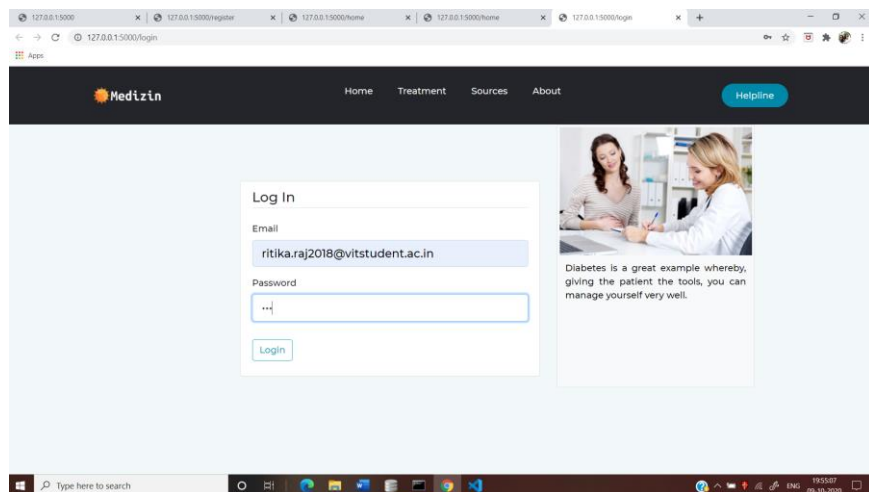 127.0.0.1:5000
127.0.0.1:5000/register
127.0.0.1:5000/home
127.0.0.1:5000/home
127.0.0.1:5000/login
127.0.0.1:5000/login
Apps
Medizin
Home Treatment Sources About
Helpline
Log In
Email
ritika.raj2018@vitstudent.ac.in
Password
Login
Diabetes is a great example whereby,
giving the patient the tools, you can
manage yourself very well.
Type here to search
ENG
19:55:07
09-10-2020